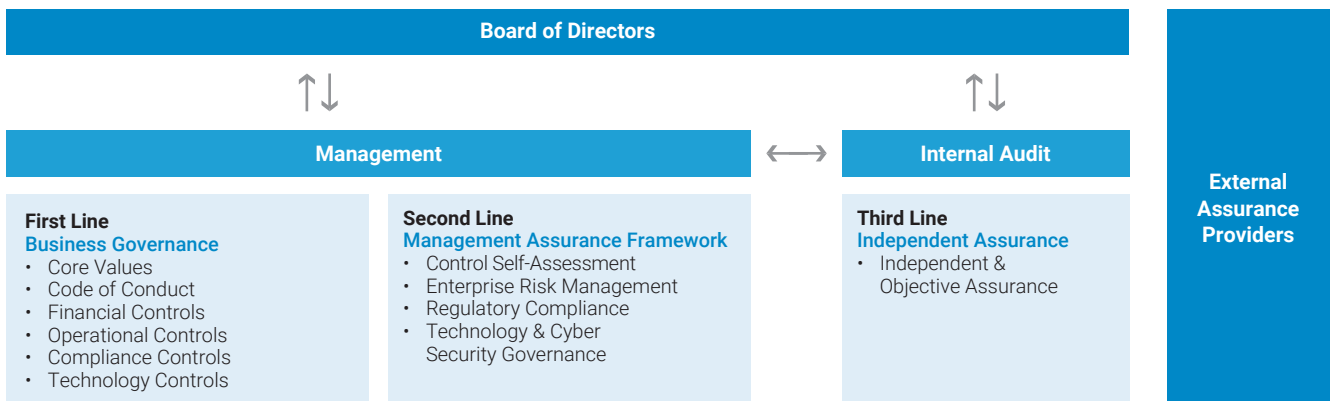 Board of Directors
Management
Internal Audit
First Line
Business Governance
• Core Values
• Code of Conduct
• Financial Controls
• Operational Controls
• Compliance Controls
• Technology Controls
Second Line
Management Assurance Framework
• Control Self-Assessment
• Enterprise Risk Management
• Regulatory Compliance
• Technology & Cyber
Security Governance
Third Line
Independent Assurance
• Independent &
Objective Assurance
External
Assurance
Providers